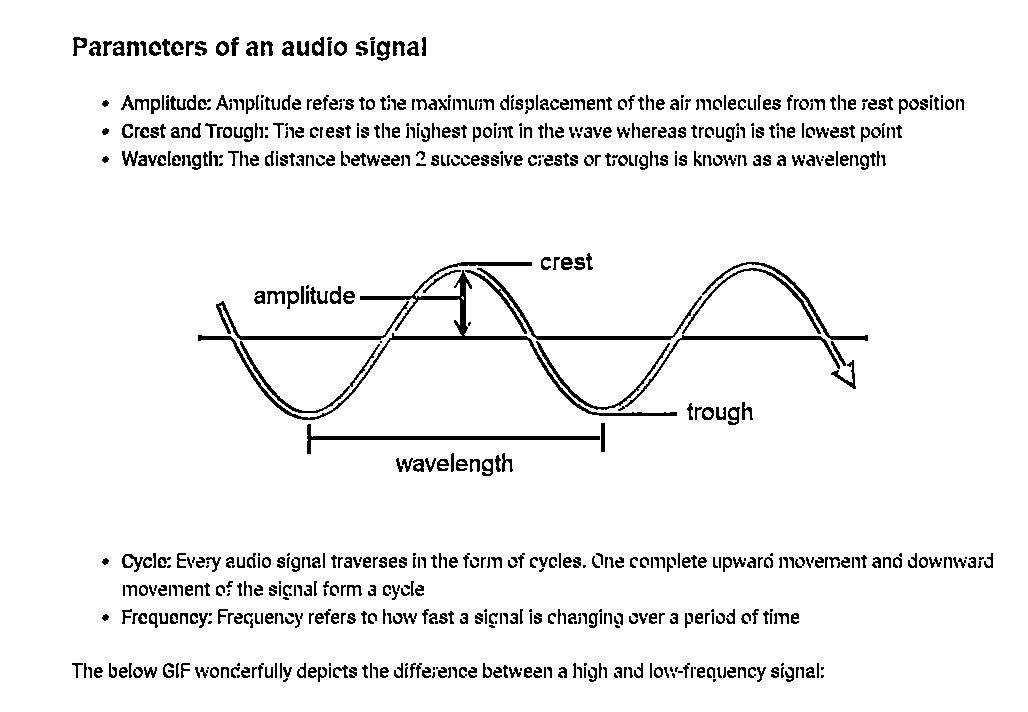 Parameters of an audio signal
• Amplitude: Amplitude refers to the maximum displacement of the air molecules from the rest position
• Crest and Trough: The crest is the highest point in the wave whereas trough is the lowest point
• Wavelength: The distance between 2 successive crests or troughs is known as a wavelength
crest
amplitude
trough
wavelength
• Cycle: Every audio signal traverses in the form of cycles. One complete upward movement and downward
movement of the signal form a cycle
• Frequency: Frequency refers to how fast a signal is changing over a period of time
The below GIF wonderfully depicts the difference between a high and low-frequency signal: